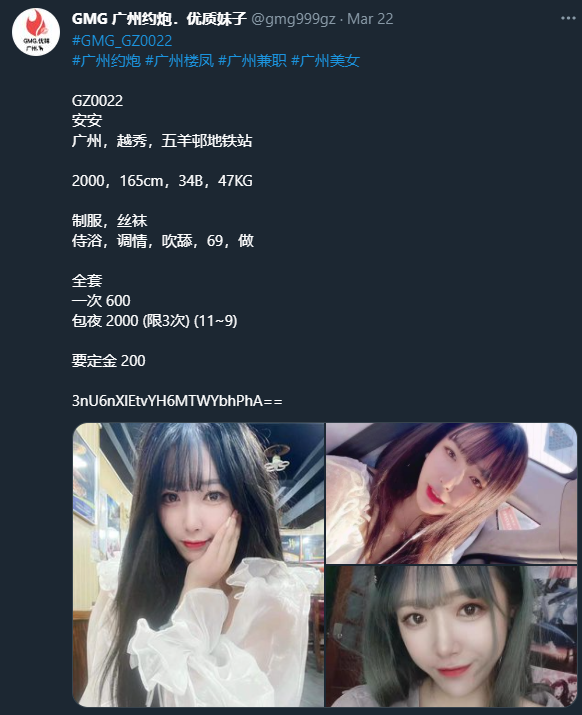 GMG 广州约炮．优质妹子 @gmg999gz · Mar 22
#GMG_GZ0022
#广州约炮 #广州楼凤 #广州兼职 #广州美女
GZ0022
安安
广州，越秀，五羊邨地铁站
2000，165cm，34B，47KG
制服，丝袜
侍浴，调情，吹舔，69，做
全套
一次 600
包夜 2000 (限3次) (11~9)
要定金 200